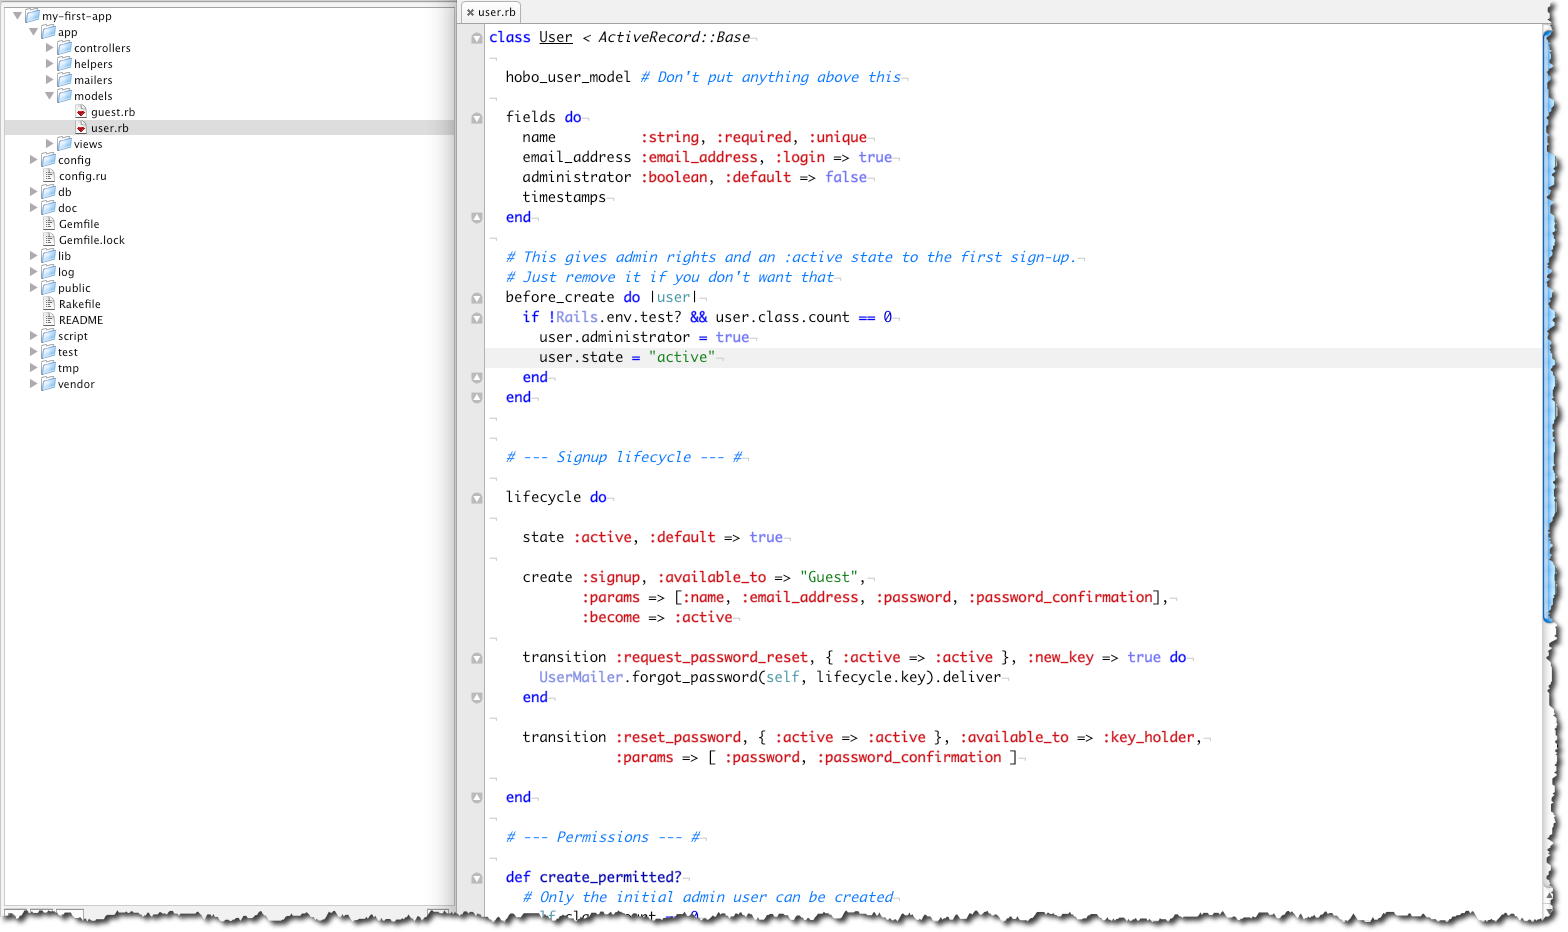 my-first-app
app
controllers
helpers
mailers
models
guest.rb
user.rb
views
config
config.ru
db
doc
Gemfile
Gemfile.lock
lib
log
public
Rakefile
README
script
test
tmp
vendor
user.rb
class User < ActiveRecord::Base
hobo_user_model # Don't put anything above this
fields do
name :string, :required, :unique
email_address :email_address, :login => true
administrator :boolean, :default => false
timestamps
end
# This gives admin rights and an :active state to the first sign-up.
# Just remove it if you don't want that
before_create do |user|
if !Rails.env.test? && user.class.count == 0
user.administrator = true
user.state = "active"
end
end
# --- Signup lifecycle --- #
lifecycle do
state :active, :default => true
create :signup, :available_to => "Guest",
:params => [:name, :email_address, :password, :password_confirmation],
:become => :active
transition :request_password_reset, { :active => :active }, :new_key => true do
UserMailer.forgot_password(self, lifecycle.key).deliver
end
transition :reset_password, { :active => :active }, :available_to => :key_holder,
:params => [ :password, :password_confirmation ]
end
# --- Permissions --- #
def create_permitted?
# Only the initial admin user can be created